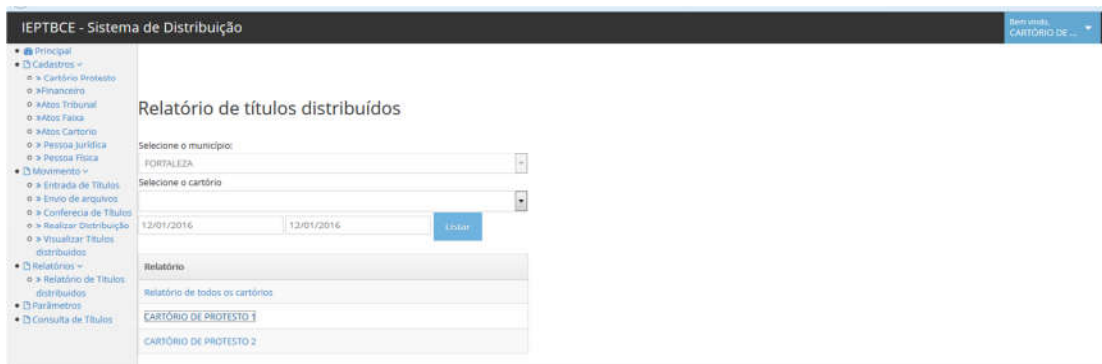 IEPTBCE - Sistema de Distribuição
Bem vindo,
CARTÓRIO DE ...
Principal
Cadastros
» Cartório Protesto
»Financeiro
»Atos Tribunal
»Atos Faixa
»Atos Cartorio
» Pessoa Jurídica
» Pessoa Física
Movimento
» Entrada de Títulos
» Envio de arquivos
» Conferecia de Títulos
» Realizar Distribuição
» Visualizar Títulos
distribuidos
Relatórios
» Relatório de Títulos
distribuidos
Parâmetros
Consulta de Títulos
Relatório de títulos distribuídos
Selecione o município:
FORTALEZA
Selecione o cartório
12/01/2016 12/01/2016 Listar
Relatório
Relatório de todos os cartórios
CARTÓRIO DE PROTESTO 1
CARTÓRIO DE PROTESTO 2